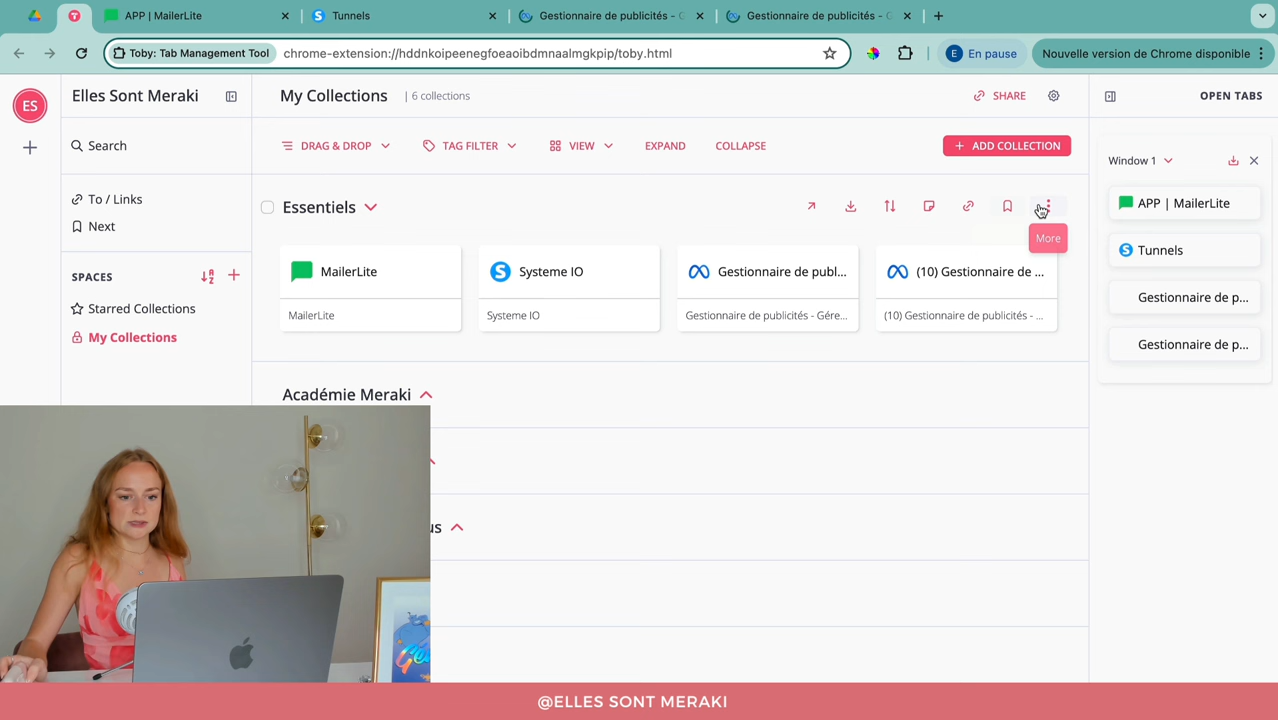 APP | MailerLite
Tunnels
Gestionnaire de publicités - G
Gestionnaire de publicités - G
Toby: Tab Management Tool
chrome-extension://hddnkoipeenegfoeaoibdmnaalmgkpip/toby.html
E En pause
Nouvelle version de Chrome disponible
ES
Elles Sont Meraki
My Collections | 6 collections
SHARE
OPEN TABS
Search
DRAG & DROP
TAG FILTER
VIEW
EXPAND
COLLAPSE
+ ADD COLLECTION
Window 1
To / Links
Next
Essentiels
More
APP | MailerLite
Tunnels
Gestionnaire de p...
Gestionnaire de p...
SPACES
Starred Collections
My Collections
MailerLite
MailerLite
Systeme IO
Systeme IO
Gestionnaire de publ...
Gestionnaire de publicités - Gére...
(10) Gestionnaire de ...
(10) Gestionnaire de publicités - ...
Académie Meraki
us
@ELLES SONT MERAKI